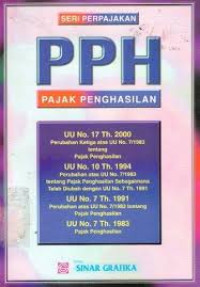 SERI PERPAJAKAN
PPH
PAJAK PENGHASILAN
UU No. 17 Th. 2000
Perubahan Ketiga atas UU No. 7/1983
tentang
Pajak Penghasilan
UU No. 10 Th. 1994
Perubahan atas UU No. 7/1983
tentang Pajak Penghasilan Sebagaimana
Telah Diubah dengan UU No. 7 Th. 1991
UU No. 7 Th. 1991
Perubahan atas UU No. 7/1983 tentang
Pajak Penghasilan
UU No. 7 Th. 1983
Pajak Penghasilan
SINAR GRAFIKA